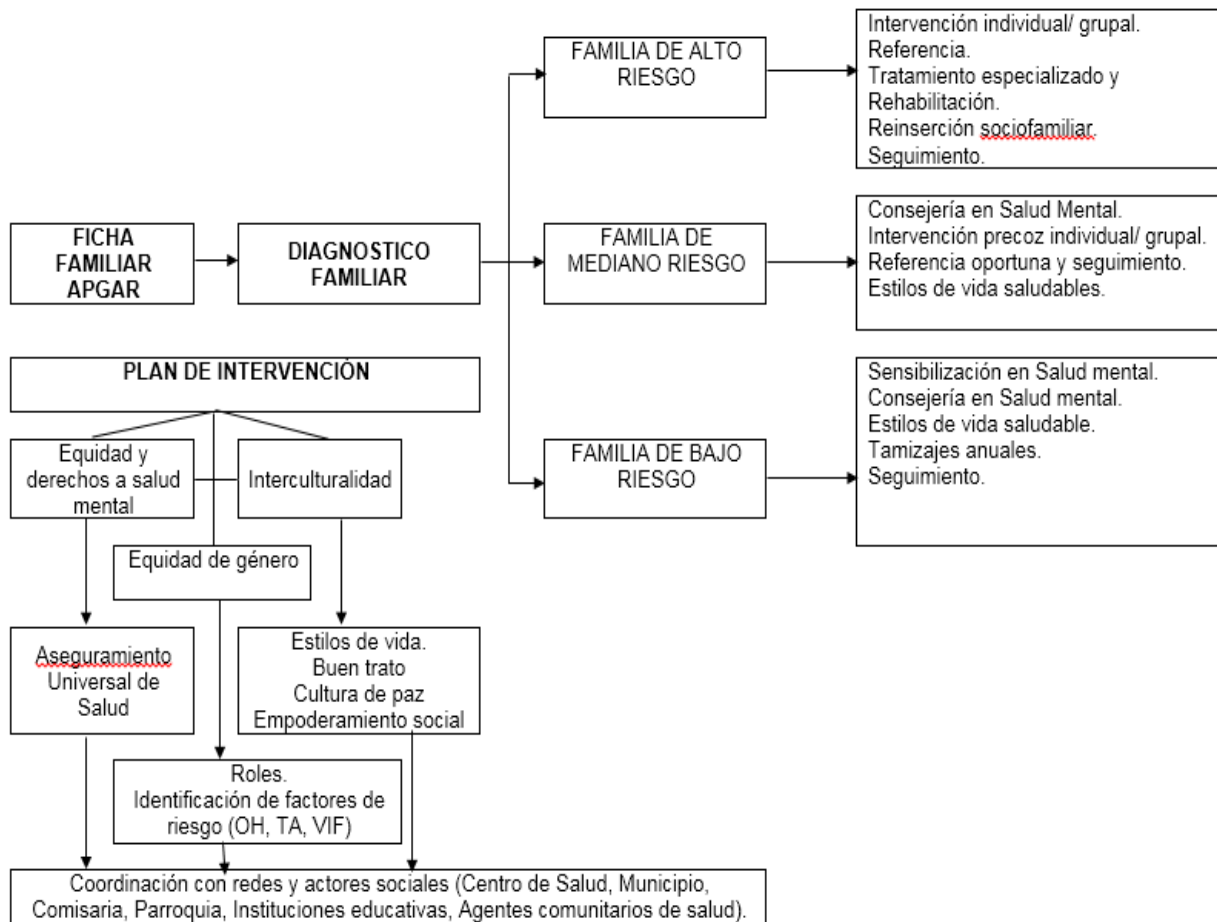 FICHA
FAMILIAR
APGAR
DIAGNOSTICO
FAMILIAR
FAMILIA DE ALTO
RIESGO
Intervención individual/ grupal.
Referencia.
Tratamiento especializado y
Rehabilitación.
Reinserción sociofamiliar.
Seguimiento.
FAMILIA DE
MEDIANO RIESGO
Consejería en Salud Mental.
Intervención precoz individual/ grupal.
Referencia oportuna y seguimiento.
Estilos de vida saludables.
FAMILIA DE BAJO
RIESGO
Sensibilización en Salud mental.
Consejería en Salud mental.
Estilos de vida saludable.
Tamizajes anuales.
Seguimiento.
PLAN DE INTERVENCIÓN
Equidad y
derechos a salud
mental
Interculturalidad
Equidad de género
Aseguramiento
Universal de
Salud
Estilos de vida.
Buen trato
Cultura de paz
Empoderamiento social
Roles.
Identificación de factores de
riesgo (OH, TA, VIF)
Coordinación con redes y actores sociales (Centro de Salud, Municipio,
Comisaria, Parroquia, Instituciones educativas, Agentes comunitarios de salud).